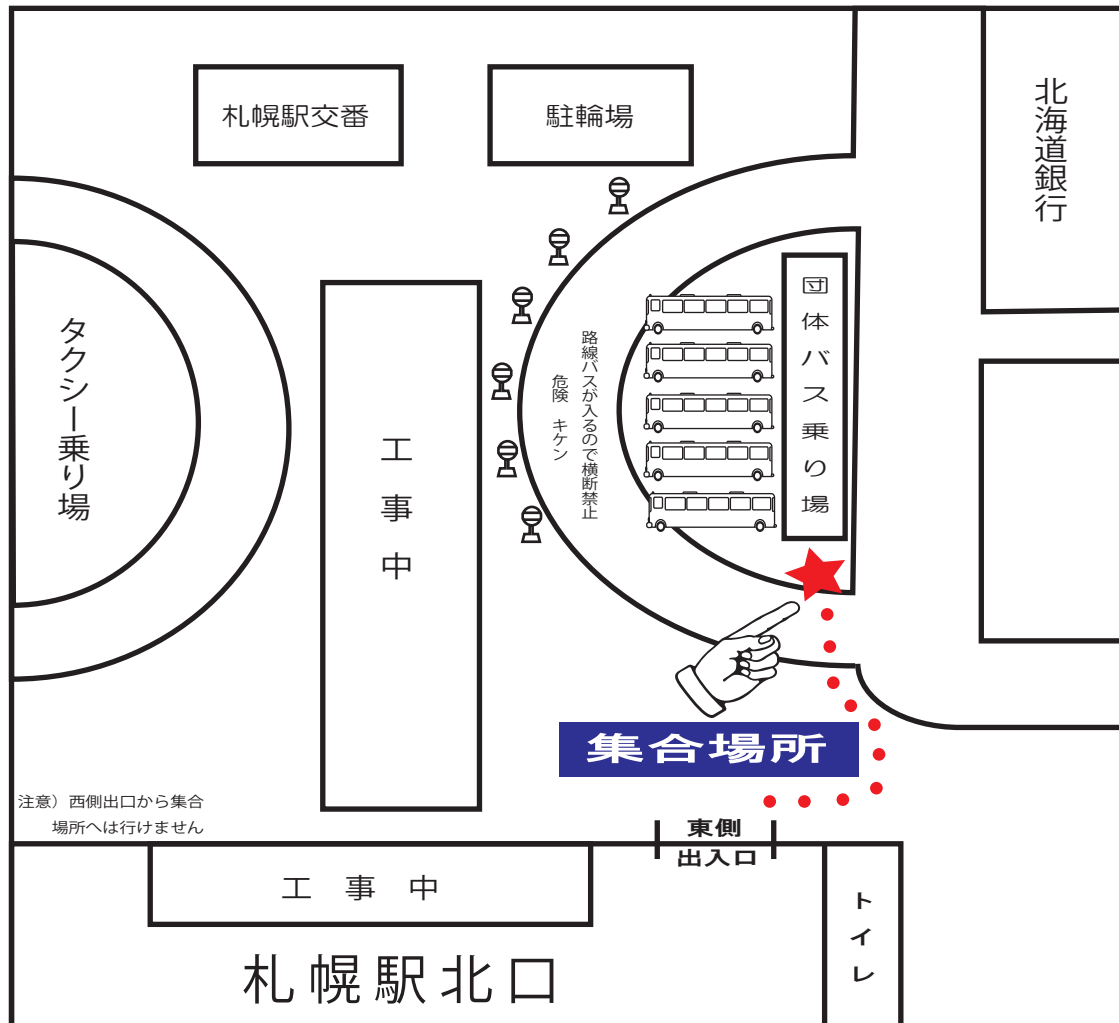 札幌駅交番
駐輪場
北海道銀行
タクシー乗り場
工事中
路線バスが入るので横断禁止
危険 キケン
団体バス乗り場
集合場所
注意）西側出口から集合
場所へは行けません
東側
出入口
工事中
トイレ
札幌駅北口